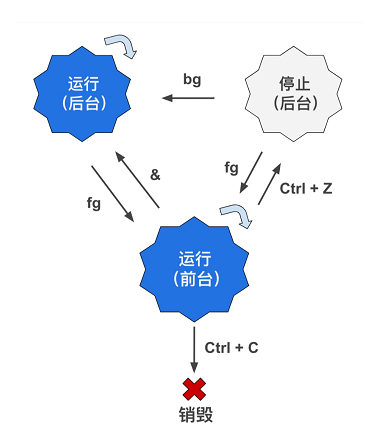 运行
（后台）
bg
停止
（后台）
fg
&
fg
Ctrl + Z
运行
（前台）
Ctrl + C
销毁